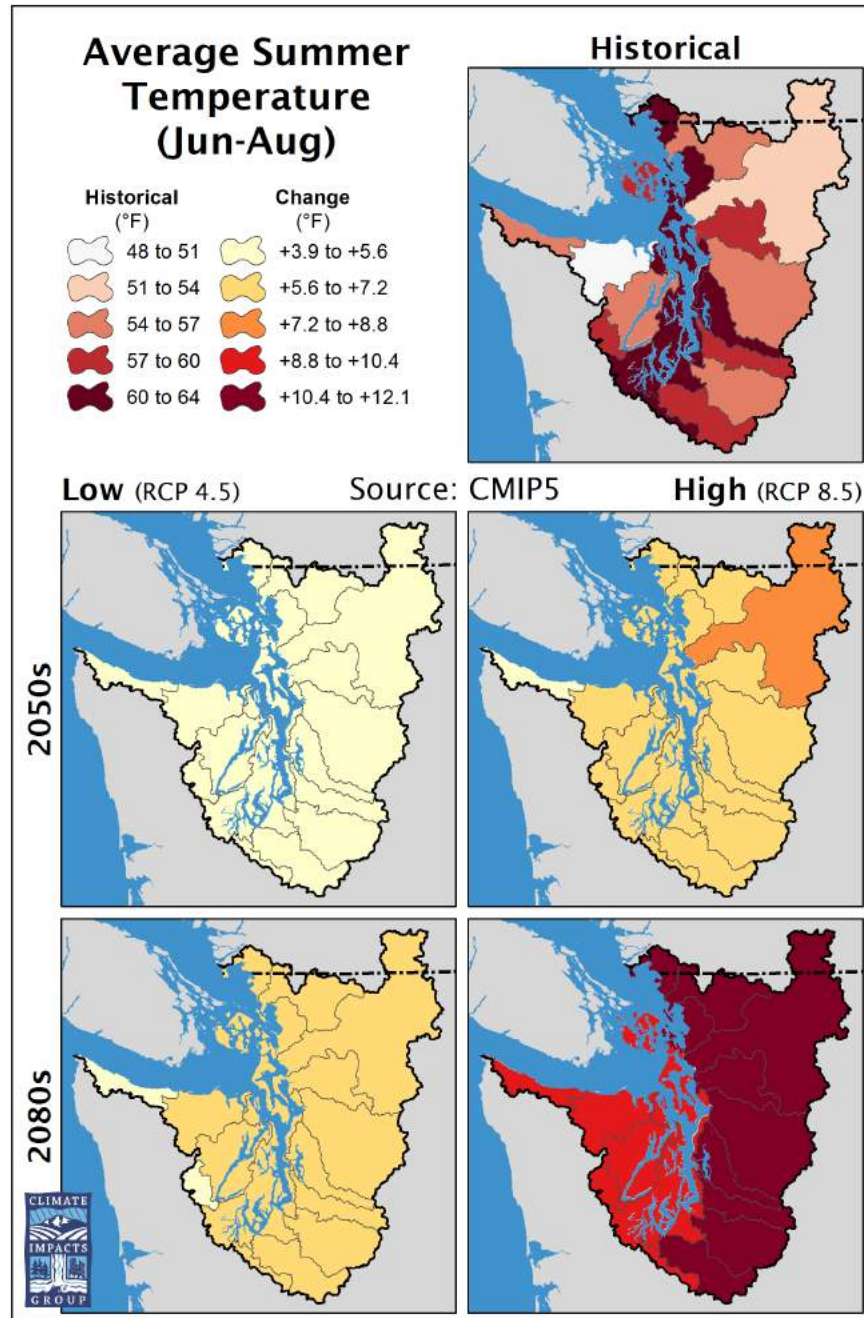 Average Summer
Temperature
(Jun-Aug)
Historical
Historical
(°F)
Change
(°F)
48 to 51
+3.9 to +5.6
51 to 54
+5.6 to +7.2
54 to 57
+7.2 to +8.8
57 to 60
+8.8 to +10.4
60 to 64
+10.4 to +12.1
Low (RCP 4.5)
Source: CMIP5
High (RCP 8.5)
2050s
2080s
CLIMATE
IMPACTS
GROUP